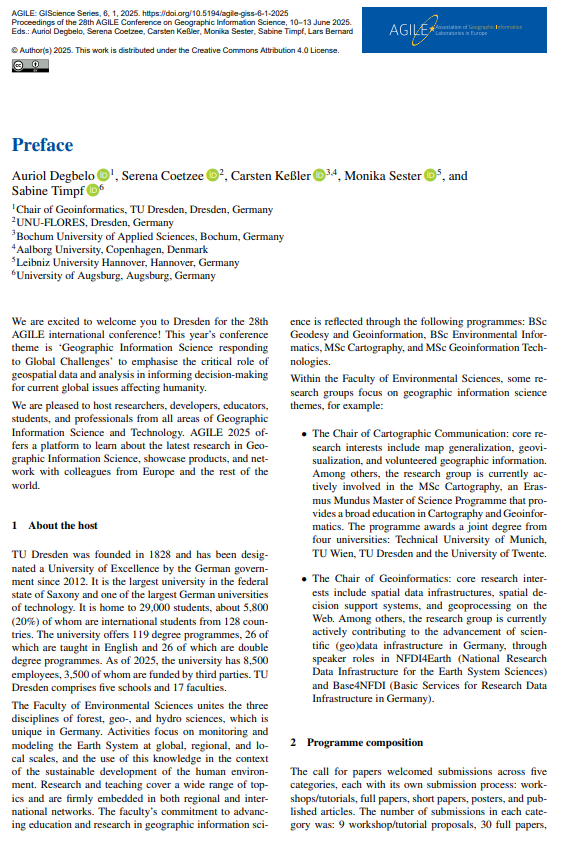 AGILE: GIScience Series, 6, 1, 2025. https://doi.org/10.5194/agile-giss-6-1-2025
Proceedings of the 28th AGILE Conference on Geographic Information Science, 10–13 June 2025.
Eds.: Auriol Degbelo, Serena Coetzee, Carsten Keßler, Monika Sester, Sabine Timpf, Lars Bernard
© Author(s) 2025. This work is distributed under the Creative Commons Attribution 4.0 License.
AGILE
Association of Geographic Information
Laboratories in Europe
cc BY
Preface
Auriol Degbelo iD 1, Serena Coetzee iD 2, Carsten Keßler iD 3,4, Monika Sester iD 5, and
Sabine Timpf iD 6
1Chair of Geoinformatics, TU Dresden, Dresden, Germany
2UNU-FLORES, Dresden, Germany
3Bochum University of Applied Sciences, Bochum, Germany
4Aalborg University, Copenhagen, Denmark
5Leibniz University Hannover, Hannover, Germany
6University of Augsburg, Augsburg, Germany
We are excited to welcome you to Dresden for the 28th
AGILE international conference! This year's conference
theme is 'Geographic Information Science responding
to Global Challenges' to emphasise the critical role of
geospatial data and analysis in informing decision-making
for current global issues affecting humanity.
We are pleased to host researchers, developers, educators,
students, and professionals from all areas of Geographic
Information Science and Technology. AGILE 2025 of-
fers a platform to learn about the latest research in Geo-
graphic Information Science, showcase products, and net-
work with colleagues from Europe and the rest of the
world.
1 About the host
TU Dresden was founded in 1828 and has been desig-
nated a University of Excellence by the German govern-
ment since 2012. It is the largest university in the federal
state of Saxony and one of the largest German universities
of technology. It is home to 29,000 students, about 5,800
(20%) of whom are international students from 128 coun-
tries. The university offers 119 degree programmes, 26 of
which are taught in English and 26 of which are double
degree programmes. As of 2025, the university has 8,500
employees, 3,500 of whom are funded by third parties. TU
Dresden comprises five schools and 17 faculties.
The Faculty of Environmental Sciences unites the three
disciplines of forest, geo-, and hydro sciences, which is
unique in Germany. Activities focus on monitoring and
modeling the Earth System at global, regional, and lo-
cal scales, and the use of this knowledge in the context
of the sustainable development of the human environ-
ment. Research and teaching cover a wide range of top-
ics and are firmly embedded in both regional and inter-
national networks. The faculty's commitment to advanc-
ing education and research in geographic information sci-
ence is reflected through the following programmes: BSc
Geodesy and Geoinformation, BSc Environmental Infor-
matics, MSc Cartography, and MSc Geoinformation Tech-
nologies.
Within the Faculty of Environmental Sciences, some re-
search groups focus on geographic information science
themes, for example:
• The Chair of Cartographic Communication: core re-
search interests include map generalization, geovi-
sualization, and volunteered geographic information.
Among others, the research group is currently ac-
tively involved in the MSc Cartography, an Eras-
mus Mundus Master of Science Programme that pro-
vides a broad education in Cartography and Geoinfor-
matics. The programme awards a joint degree from
four universities: Technical University of Munich,
TU Wien, TU Dresden and the University of Twente.
• The Chair of Geoinformatics: core research inter-
ests include spatial data infrastructures, spatial de-
cision support systems, and geoprocessing on the
Web. Among others, the research group is currently
actively contributing to the advancement of scien-
tific (geo)data infrastructure in Germany, through
speaker roles in NFDI4Earth (National Research
Data Infrastructure for the Earth System Sciences)
and Base4NFDI (Basic Services for Research Data
Infrastructure in Germany).
2 Programme composition
The call for papers welcomed submissions across five
categories, each with its own submission process: work-
shops/tutorials, full papers, short papers, posters, and pub-
lished articles. The number of submissions in each cate-
gory was: 9 workshop/tutorial proposals, 30 full papers,